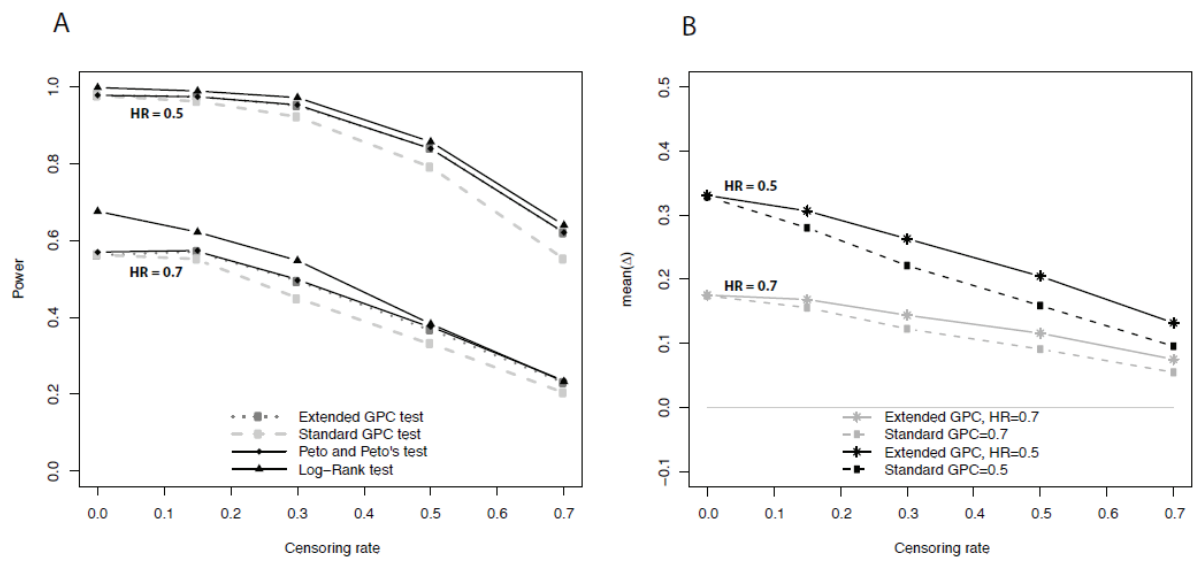 A
Power
1.0
0.8
0.6
0.4
0.2
0.0
HR = 0.5
HR = 0.7
Extended GPC test
Standard GPC test
Peto and Peto's test
Log−Rank test
0.0 0.1 0.2 0.3 0.4 0.5 0.6 0.7
Censoring rate
B
mean(Δ)
0.5
0.4
0.3
0.2
0.1
0.0
−0.1
HR = 0.5
HR = 0.7
Extended GPC, HR=0.7
Standard GPC=0.7
Extended GPC, HR=0.5
Standard GPC=0.5
0.0 0.1 0.2 0.3 0.4 0.5 0.6 0.7
Censoring rate